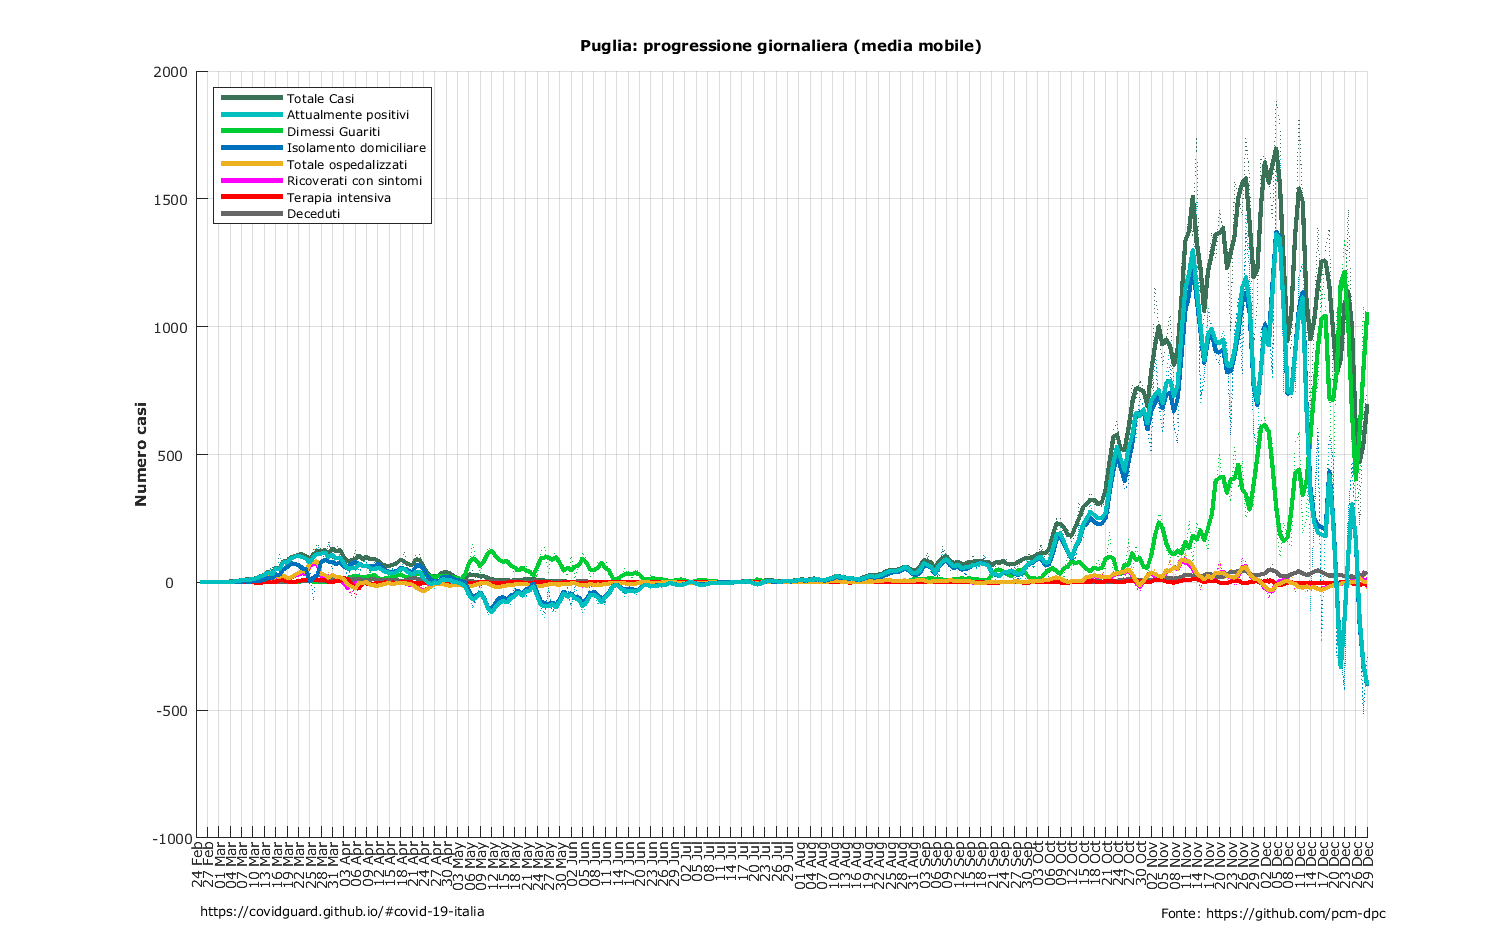 Puglia: progressione giornaliera (media mobile)
2000
1500
1000
500
0
-500
-1000
Numero casi
Totale Casi
Attualmente positivi
Dimessi Guariti
Isolamento domiciliare
Totale ospedalizzati
Ricoverati con sintomi
Terapia intensiva
Deceduti
24 Feb
27 Feb
01 Mar
04 Mar
07 Mar
10 Mar
13 Mar
16 Mar
19 Mar
22 Mar
25 Mar
28 Mar
31 Mar
03 Apr
06 Apr
09 Apr
12 Apr
15 Apr
18 Apr
21 Apr
24 Apr
27 Apr
30 Apr
03 May
06 May
09 May
12 May
15 May
18 May
21 May
24 May
27 May
30 May
02 Jun
05 Jun
08 Jun
11 Jun
14 Jun
17 Jun
20 Jun
23 Jun
26 Jun
29 Jun
02 Jul
05 Jul
08 Jul
11 Jul
14 Jul
17 Jul
20 Jul
23 Jul
26 Jul
29 Jul
01 Aug
04 Aug
07 Aug
10 Aug
13 Aug
16 Aug
19 Aug
22 Aug
25 Aug
28 Aug
31 Aug
03 Sep
06 Sep
09 Sep
12 Sep
15 Sep
18 Sep
21 Sep
24 Sep
27 Sep
30 Sep
03 Oct
06 Oct
09 Oct
12 Oct
15 Oct
18 Oct
21 Oct
24 Oct
27 Oct
30 Oct
02 Nov
05 Nov
08 Nov
11 Nov
14 Nov
17 Nov
20 Nov
23 Nov
26 Nov
29 Nov
02 Dec
05 Dec
08 Dec
11 Dec
14 Dec
17 Dec
20 Dec
23 Dec
26 Dec
29 Dec
https://covidguard.github.io/#covid-19-italia
Fonte: https://github.com/pcm-dpc